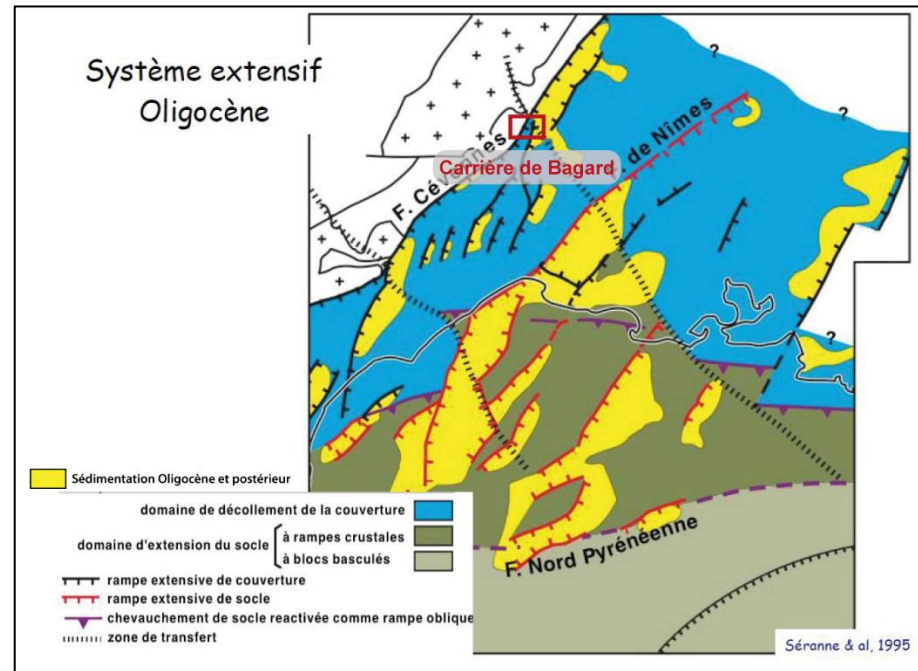 Système extensif
Oligocène
?
?
F. Cévennes
F. de Nîmes
Carrière de Bagard
?
?
Sédimentation Oligocène et postérieur
domaine de décollement de la couverture
domaine d'extension du socle { à rampes crustales
à blocs basculés
F. Nord Pyrénéenne
rampe extensive de couverture
rampe extensive de socle
chevauchement de socle reactivée comme rampe oblique
zone de transfert
Séranne & al, 1995